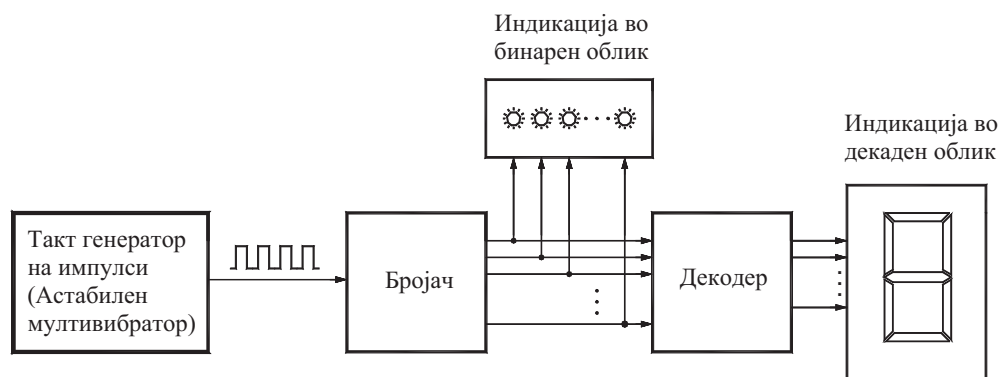 Индикација во
бинарен облик
Индикација во
декаден облик
Такт генератор
на импулси
(Астабилен
мултивибратор)
Бројач
Декодер